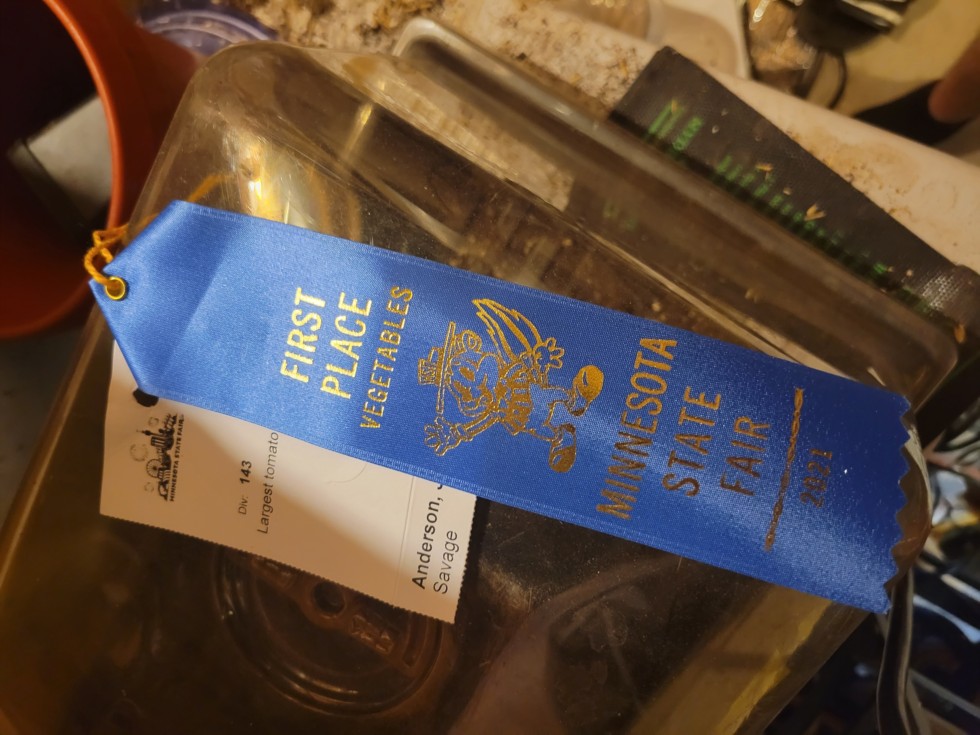 FIRST
PLACE
VEGETABLES
MINNESOTA
STATE
FAIR
2021
MINNESOTA STATE FAIR
Div: 143
Largest tomato
Anderson, J
Savage